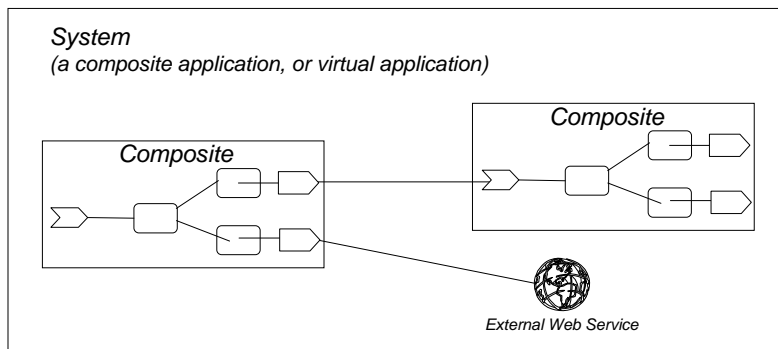 System
(a composite application, or virtual application)
Composite
Composite
External Web Service